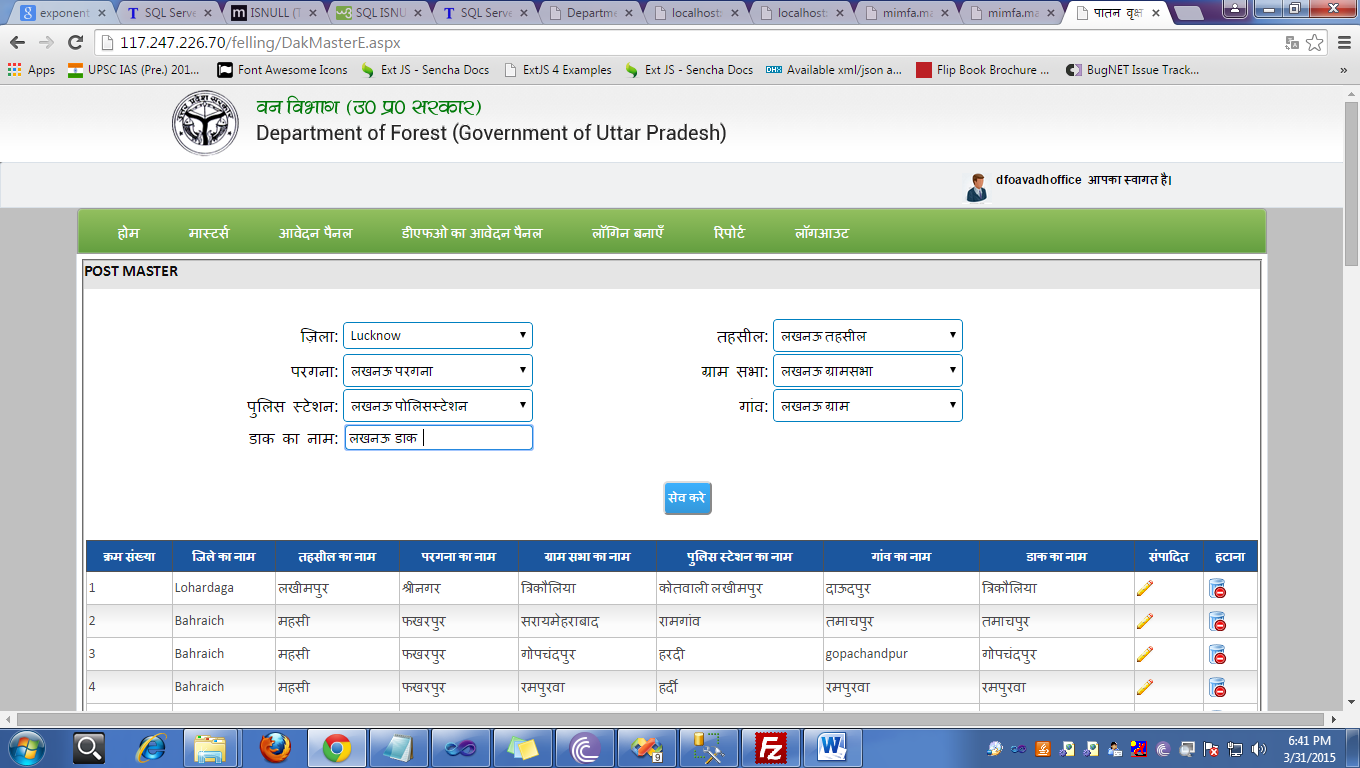 exponent
SQL Serve
ISNULL (T
SQL ISNU
SQL Serve
Departme
localhost:
localhost:
mimfa.ma
mimfa.ma
पातन वृक्ष
117.247.226.70/felling/DakMasterE.aspx
Apps UPSC IAS (Pre.) 201... Font Awesome Icons Ext JS - Sencha Docs ExtJS 4 Examples Ext JS - Sencha Docs Available xml/json a... Flip Book Brochure ... BugNET Issue Track... »
वन विभाग (उ० प्र० सरकार)
Department of Forest (Government of Uttar Pradesh)
dfoavadhoffice आपका स्वागत है।
होम मास्टर्स आवेदन पैनल डीएफओ का आवेदन पैनल लॉगिन बनाएँ रिपोर्ट लॉगआउट
POST MASTER
ज़िला: Lucknow तहसील: लखनऊ तहसील
परगना: लखनऊ परगना ग्राम सभा: लखनऊ ग्रामसभा
पुलिस स्टेशन: लखनऊ पोलिसस्टेशन गांव: लखनऊ ग्राम
डाक का नाम: लखनऊ डाक
सेव करे
क्रम संख्या जिले का नाम तहसील का नाम परगना का नाम ग्राम सभा का नाम पुलिस स्टेशन का नाम गांव का नाम डाक का नाम संपादित हटाना
1 Lohardaga लखीमपुर श्रीनगर त्रिकौलिया कोतवाली लखीमपुर दाऊदपुर त्रिकौलिया
2 Bahraich महसी फखरपुर सरायमेहराबाद रामगांव तमाचपुर तमाचपुर
3 Bahraich महसी फखरपुर गोपचंदपुर हरदी gopachandpur गोपचंदपुर
4 Bahraich महसी फखरपुर रमपुरवा हर्दी रमपुरवा रमपुरवा
6:41 PM
3/31/2015